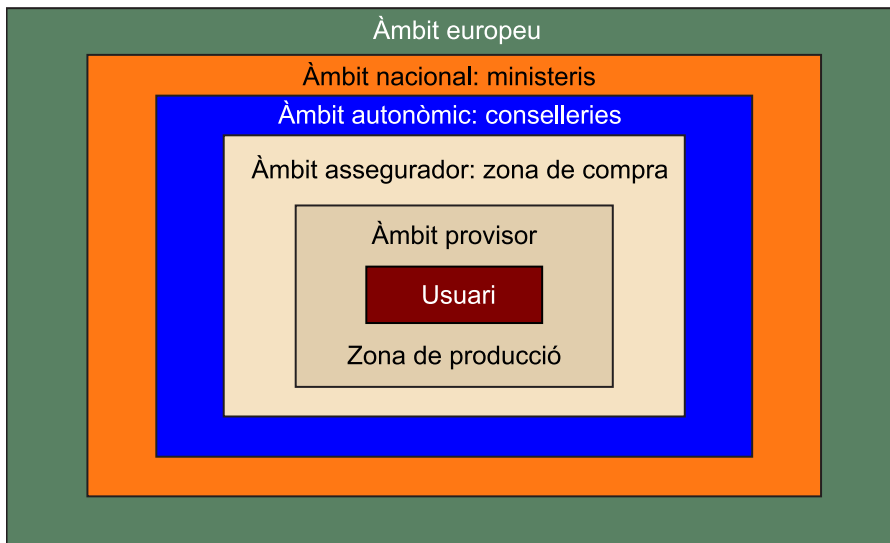 Àmbit europeu
Àmbit nacional: ministeris
Àmbit autonòmic: conselleries
Àmbit assegurador: zona de compra
Àmbit provisor
Usuari
Zona de producció